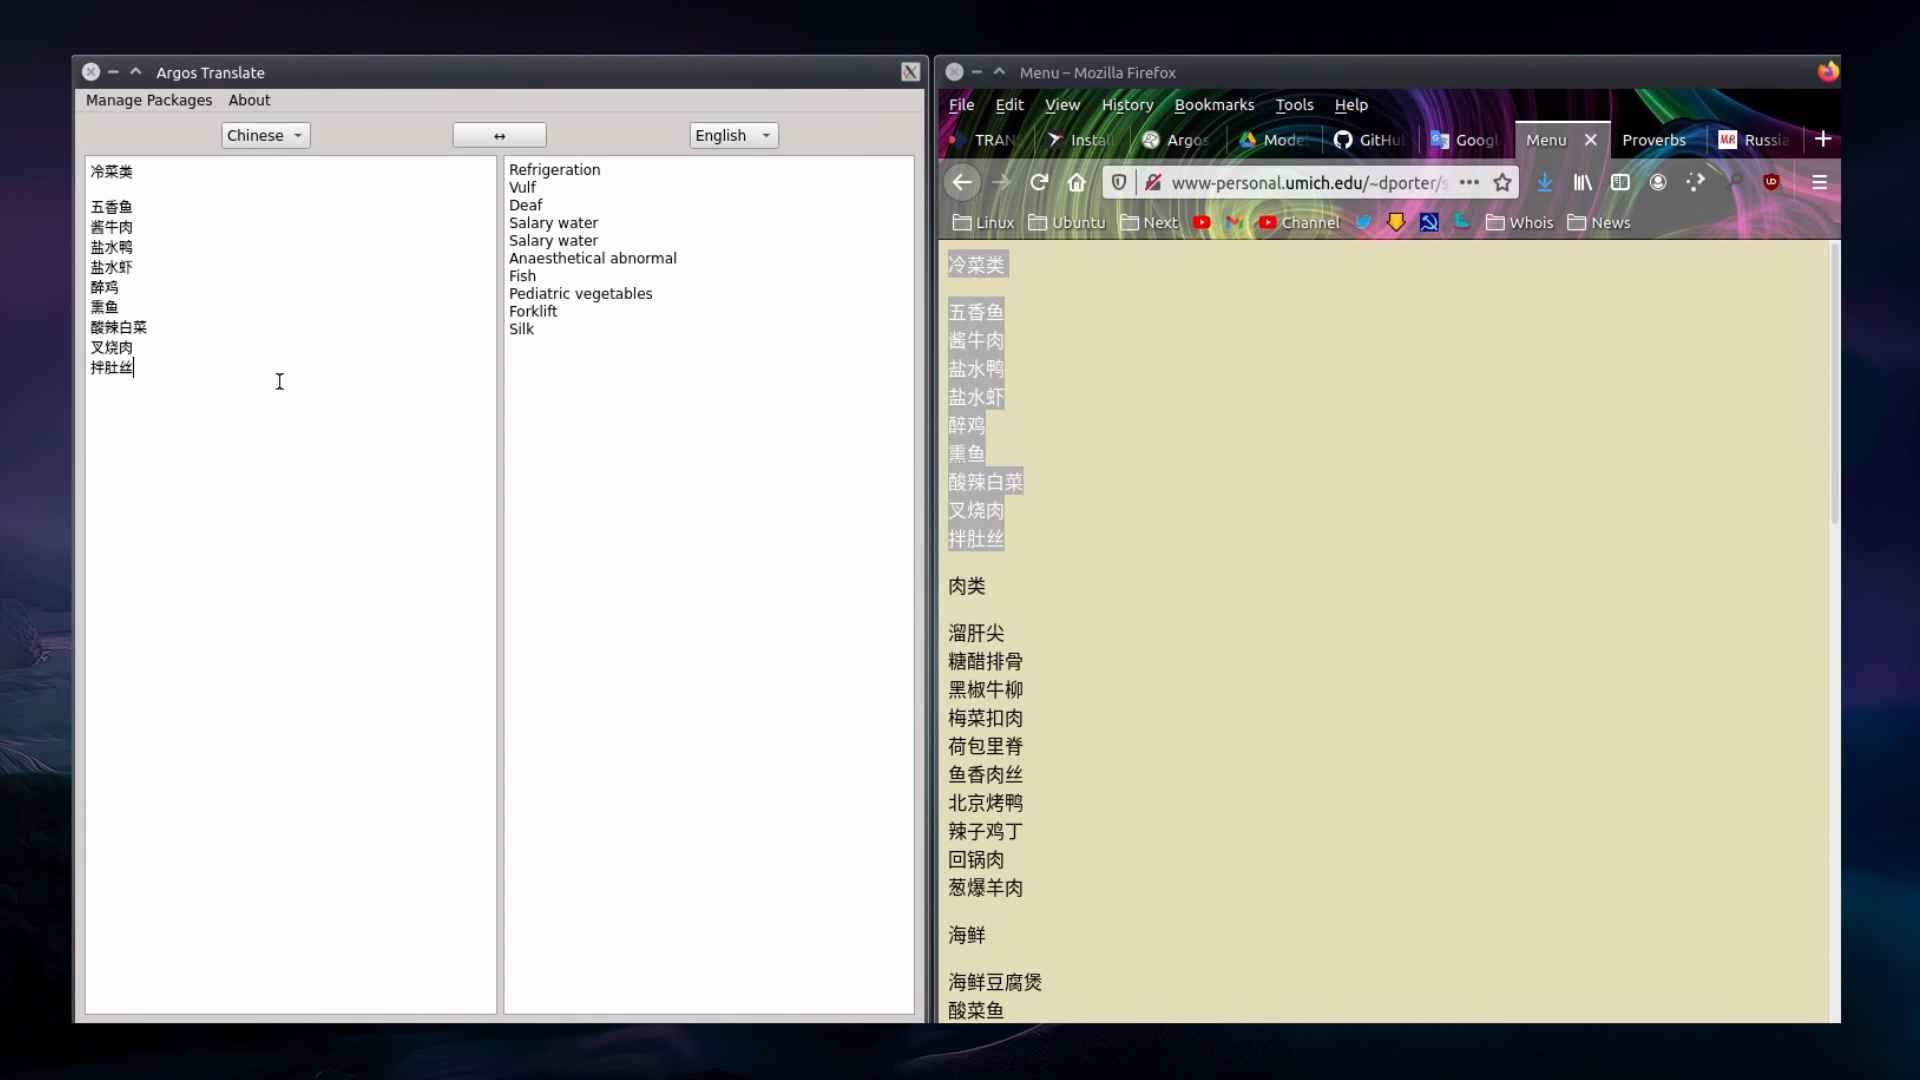 Argos Translate
Manage Packages About
Chinese
↔
English
冷菜类
五香鱼
酱牛肉
盐水鸭
盐水虾
醉鸡
熏鱼
酸辣白菜
叉烧肉
拌肚丝
Refrigeration
Vulf
Deaf
Salary water
Salary water
Anaesthetical abnormal
Fish
Pediatric vegetables
Forklift
Silk
Menu – Mozilla Firefox
File Edit View History Bookmarks Tools Help
TRAN Install Argos Mode GitHu Googl Menu Proverbs MR Russia
www-personal.umich.edu/~dporter/s
Linux Ubuntu Next Channel Whois News
冷菜类
五香鱼
酱牛肉
盐水鸭
盐水虾
醉鸡
熏鱼
酸辣白菜
叉烧肉
拌肚丝
肉类
溜肝尖
糖醋排骨
黑椒牛柳
梅菜扣肉
荷包里脊
鱼香肉丝
北京烤鸭
辣子鸡丁
回锅肉
葱爆羊肉
海鲜
海鲜豆腐煲
酸菜鱼